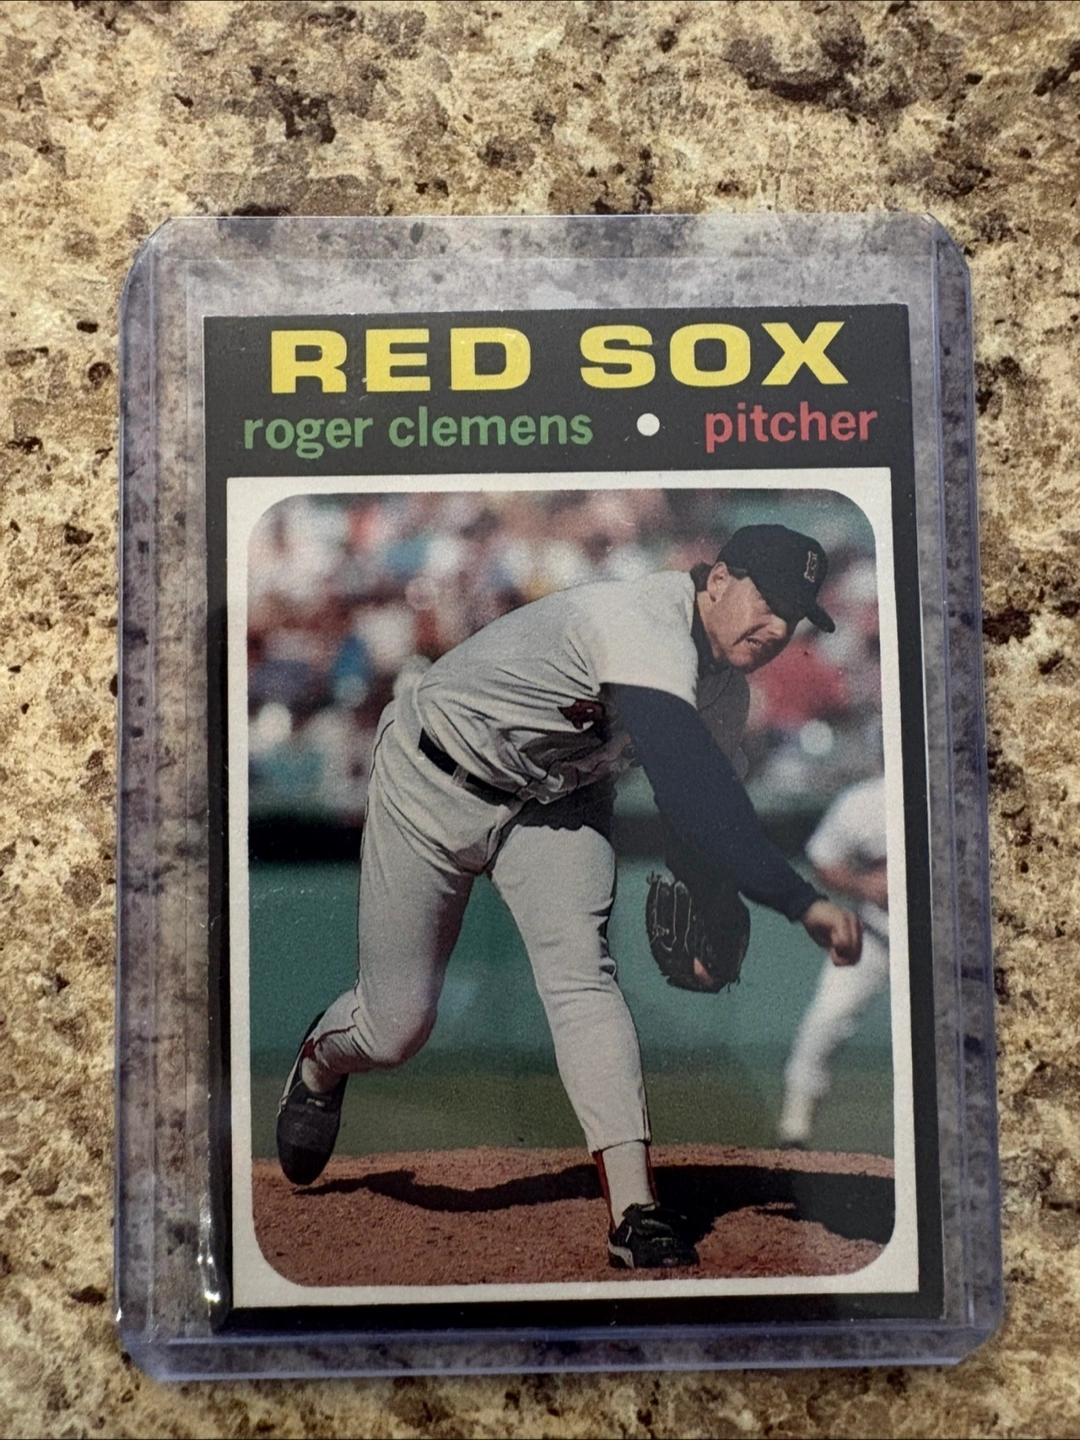 RED SOX
roger clemens • pitcher
B